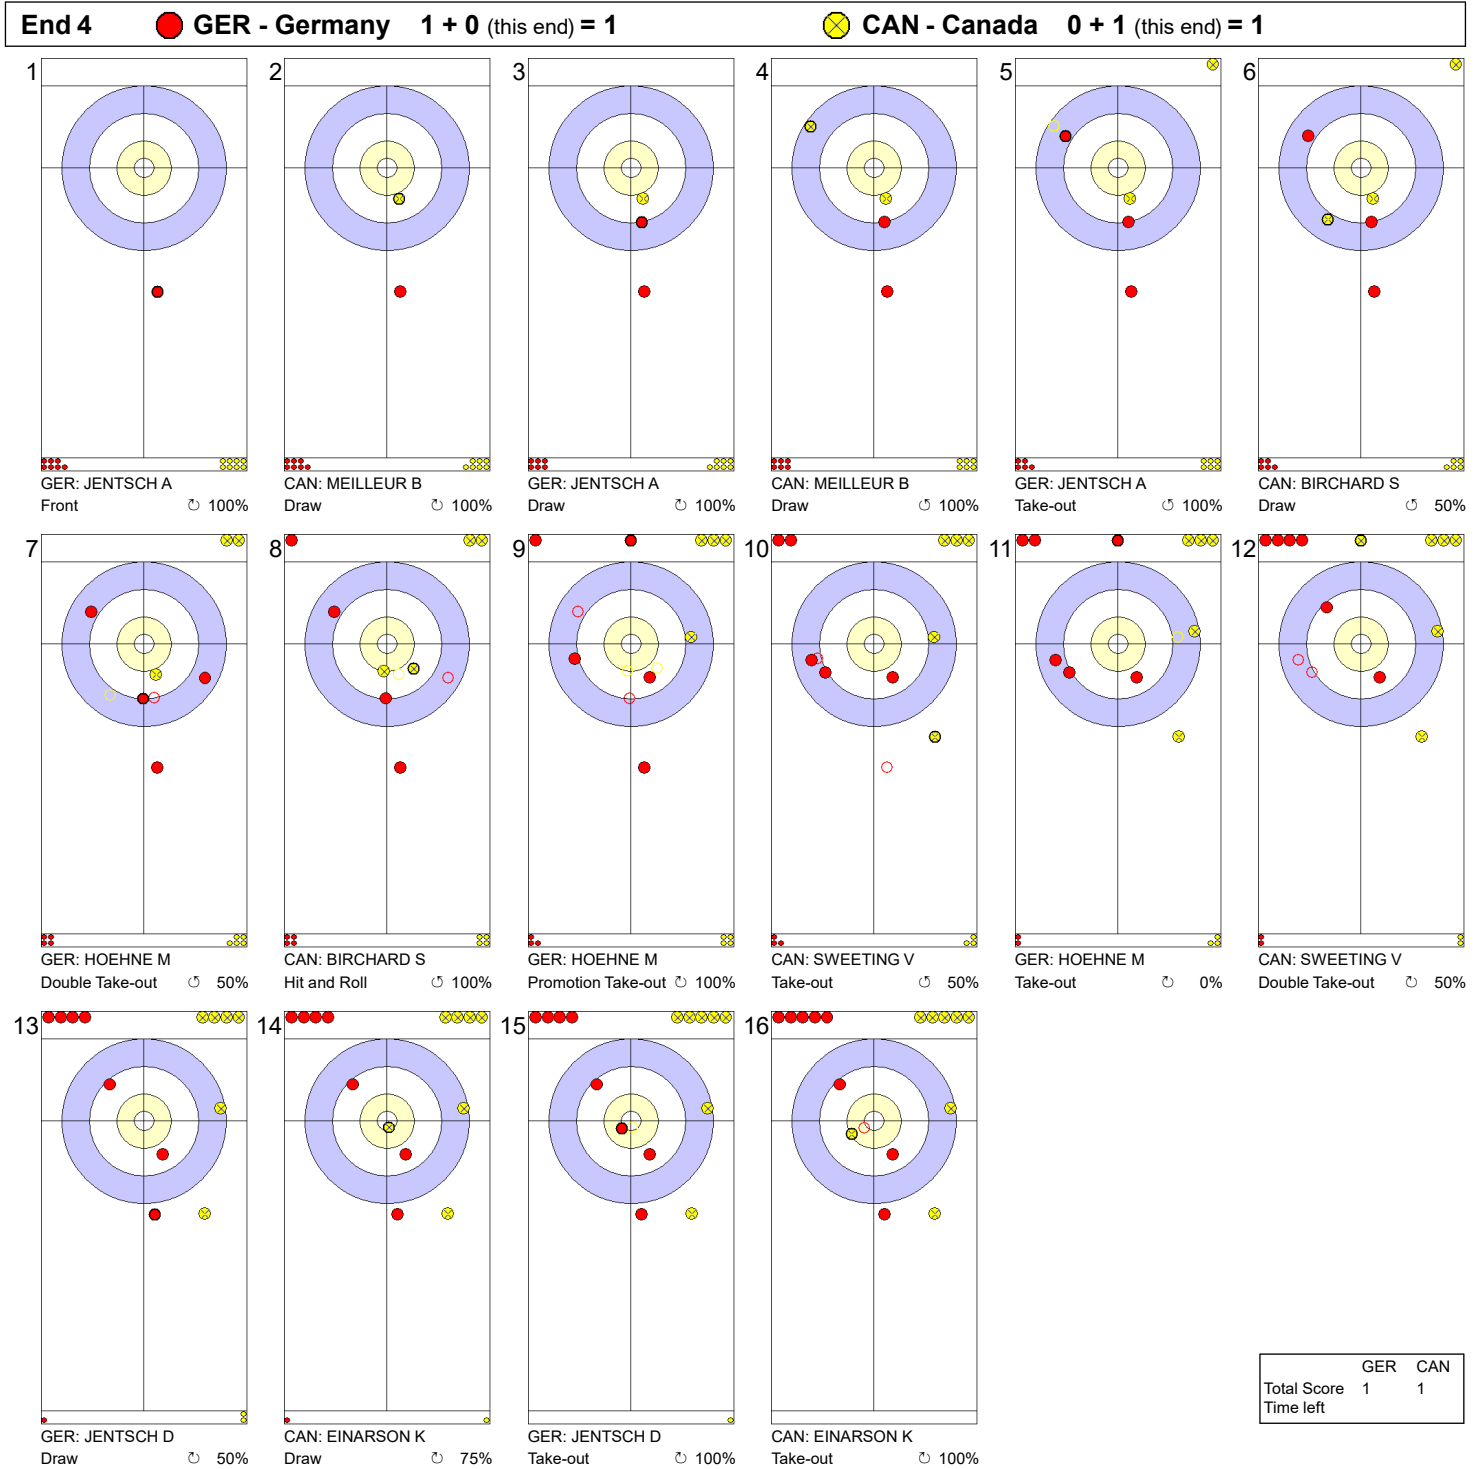 End 4 GER - Germany 1 + 0 (this end) = 1 CAN - Canada 0 + 1 (this end) = 1
1 2 3 4 5 6
GER: JENTSCH A CAN: MEILLEUR B GER: JENTSCH A CAN: MEILLEUR B GER: JENTSCH A CAN: BIRCHARD S
Front ↻ 100% Draw ↻ 100% Draw ↻ 100% Draw ↻ 100% Take-out ↻ 100% Draw ↺ 50%
7 8 9 10 11 12
GER: HOEHNE M CAN: BIRCHARD S GER: HOEHNE M CAN: SWEETING V GER: HOEHNE M CAN: SWEETING V
Double Take-out ↺ 50% Hit and Roll ↺ 100% Promotion Take-out ↻ 100% Take-out ↺ 50% Take-out ↻ 0% Double Take-out ↻ 50%
13 14 15 16
GER: JENTSCH D CAN: EINARSON K GER: JENTSCH D CAN: EINARSON K
Draw ↻ 50% Draw ↻ 75% Take-out ↻ 100% Take-out ↻ 100%
GER CAN
Total Score 1 1
Time left